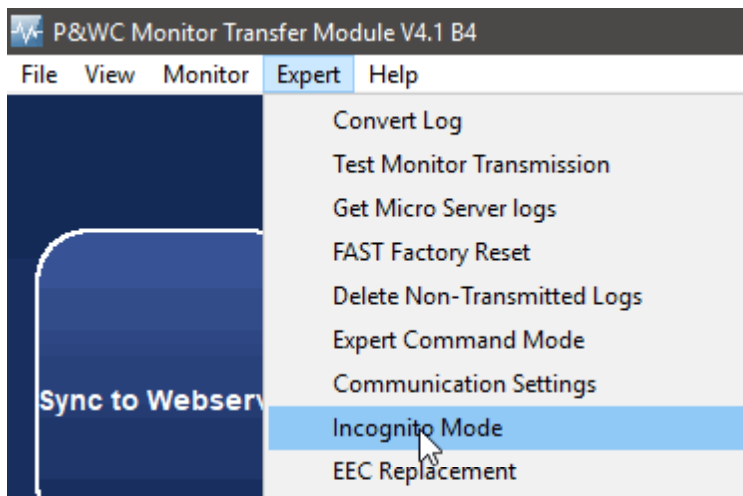 P&WC Monitor Transfer Module V4.1 B4
File View Monitor Expert Help
Convert Log
Test Monitor Transmission
Get Micro Server logs
FAST Factory Reset
Delete Non-Transmitted Logs
Expert Command Mode
Communication Settings
Incognito Mode
EEC Replacement
Sync to